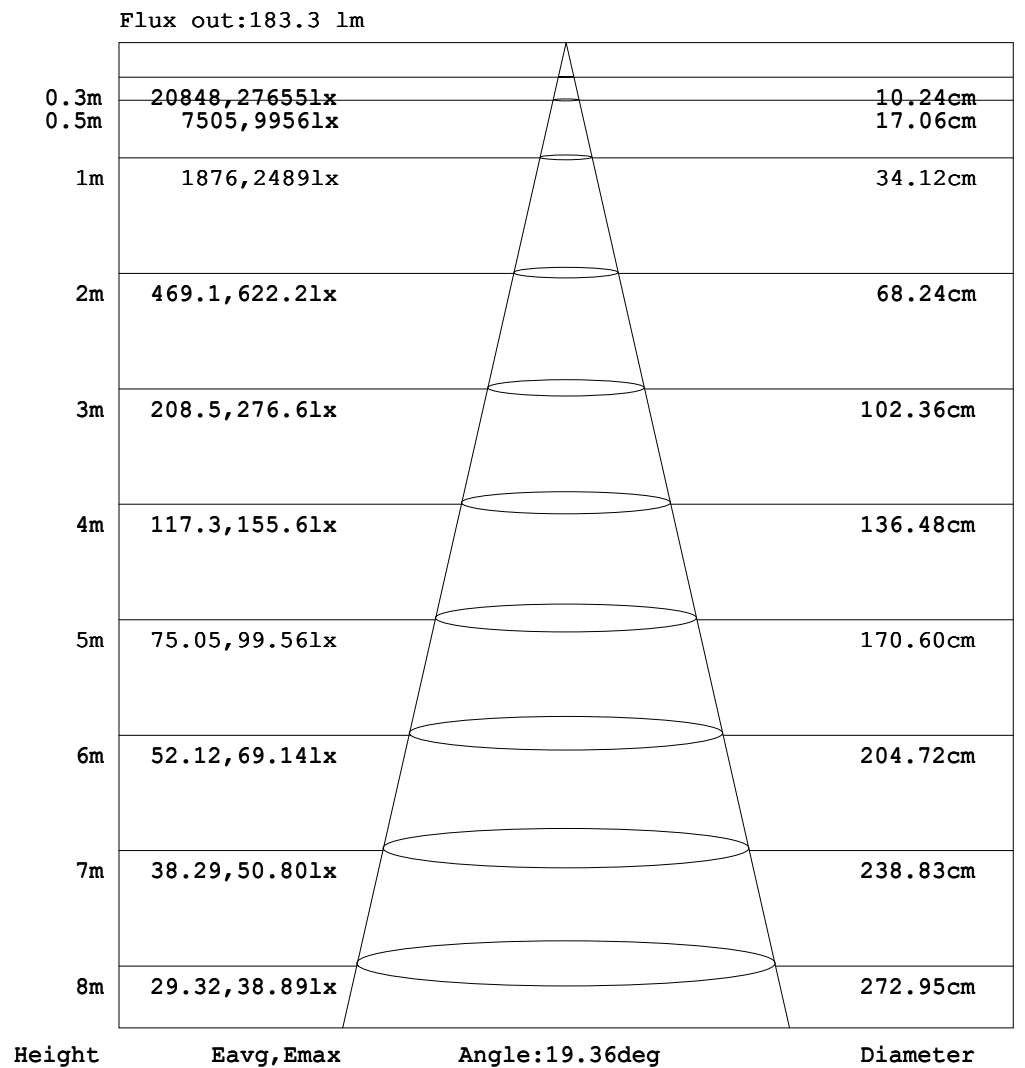 Flux out:183.3 lm
0.3m 20848,27655lx 10.24cm
0.5m 7505,9956lx 17.06cm
1m 1876,2489lx 34.12cm
2m 469.1,622.2lx 68.24cm
3m 208.5,276.6lx 102.36cm
4m 117.3,155.6lx 136.48cm
5m 75.05,99.56lx 170.60cm
6m 52.12,69.14lx 204.72cm
7m 38.29,50.80lx 238.83cm
8m 29.32,38.89lx 272.95cm
Height Eavg,Emax Angle:19.36deg Diameter